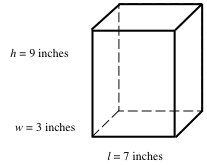 h = 9 inches
w = 3 inches
l = 7 inches